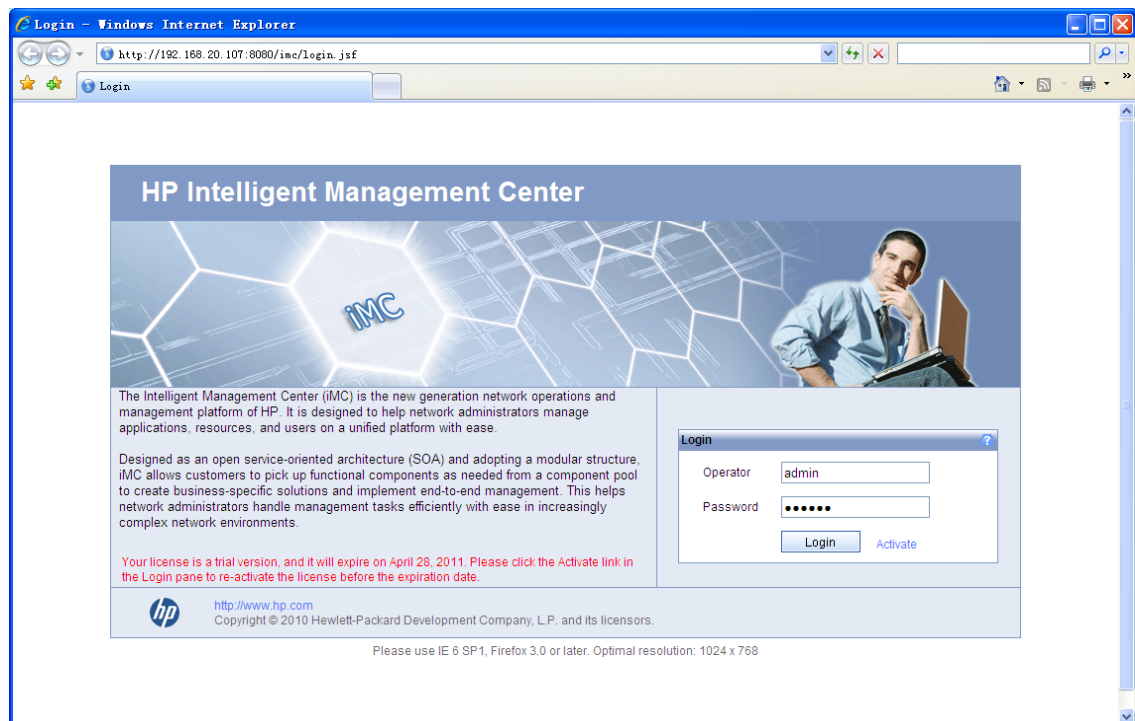 Login - Windows Internet Explorer
http://192.168.20.107:8080/imc/login.jsf
Login
HP Intelligent Management Center
iMC
The Intelligent Management Center (iMC) is the new generation network operations and
management platform of HP. It is designed to help network administrators manage
applications, resources, and users on a unified platform with ease.
Designed as an open service-oriented architecture (SOA) and adopting a modular structure,
iMC allows customers to pick up functional components as needed from a component pool
to create business-specific solutions and implement end-to-end management. This helps
network administrators handle management tasks efficiently with ease in increasingly
complex network environments.
Your license is a trial version, and it will expire on April 28, 2011. Please click the Activate link in
the Login pane to re-activate the license before the expiration date.
Login ?
Operator admin
Password ••••••
Login Activate
hp
http://www.hp.com
Copyright © 2010 Hewlett-Packard Development Company, L.P. and its licensors.
Please use IE 6 SP1, Firefox 3.0 or later. Optimal resolution: 1024 x 768